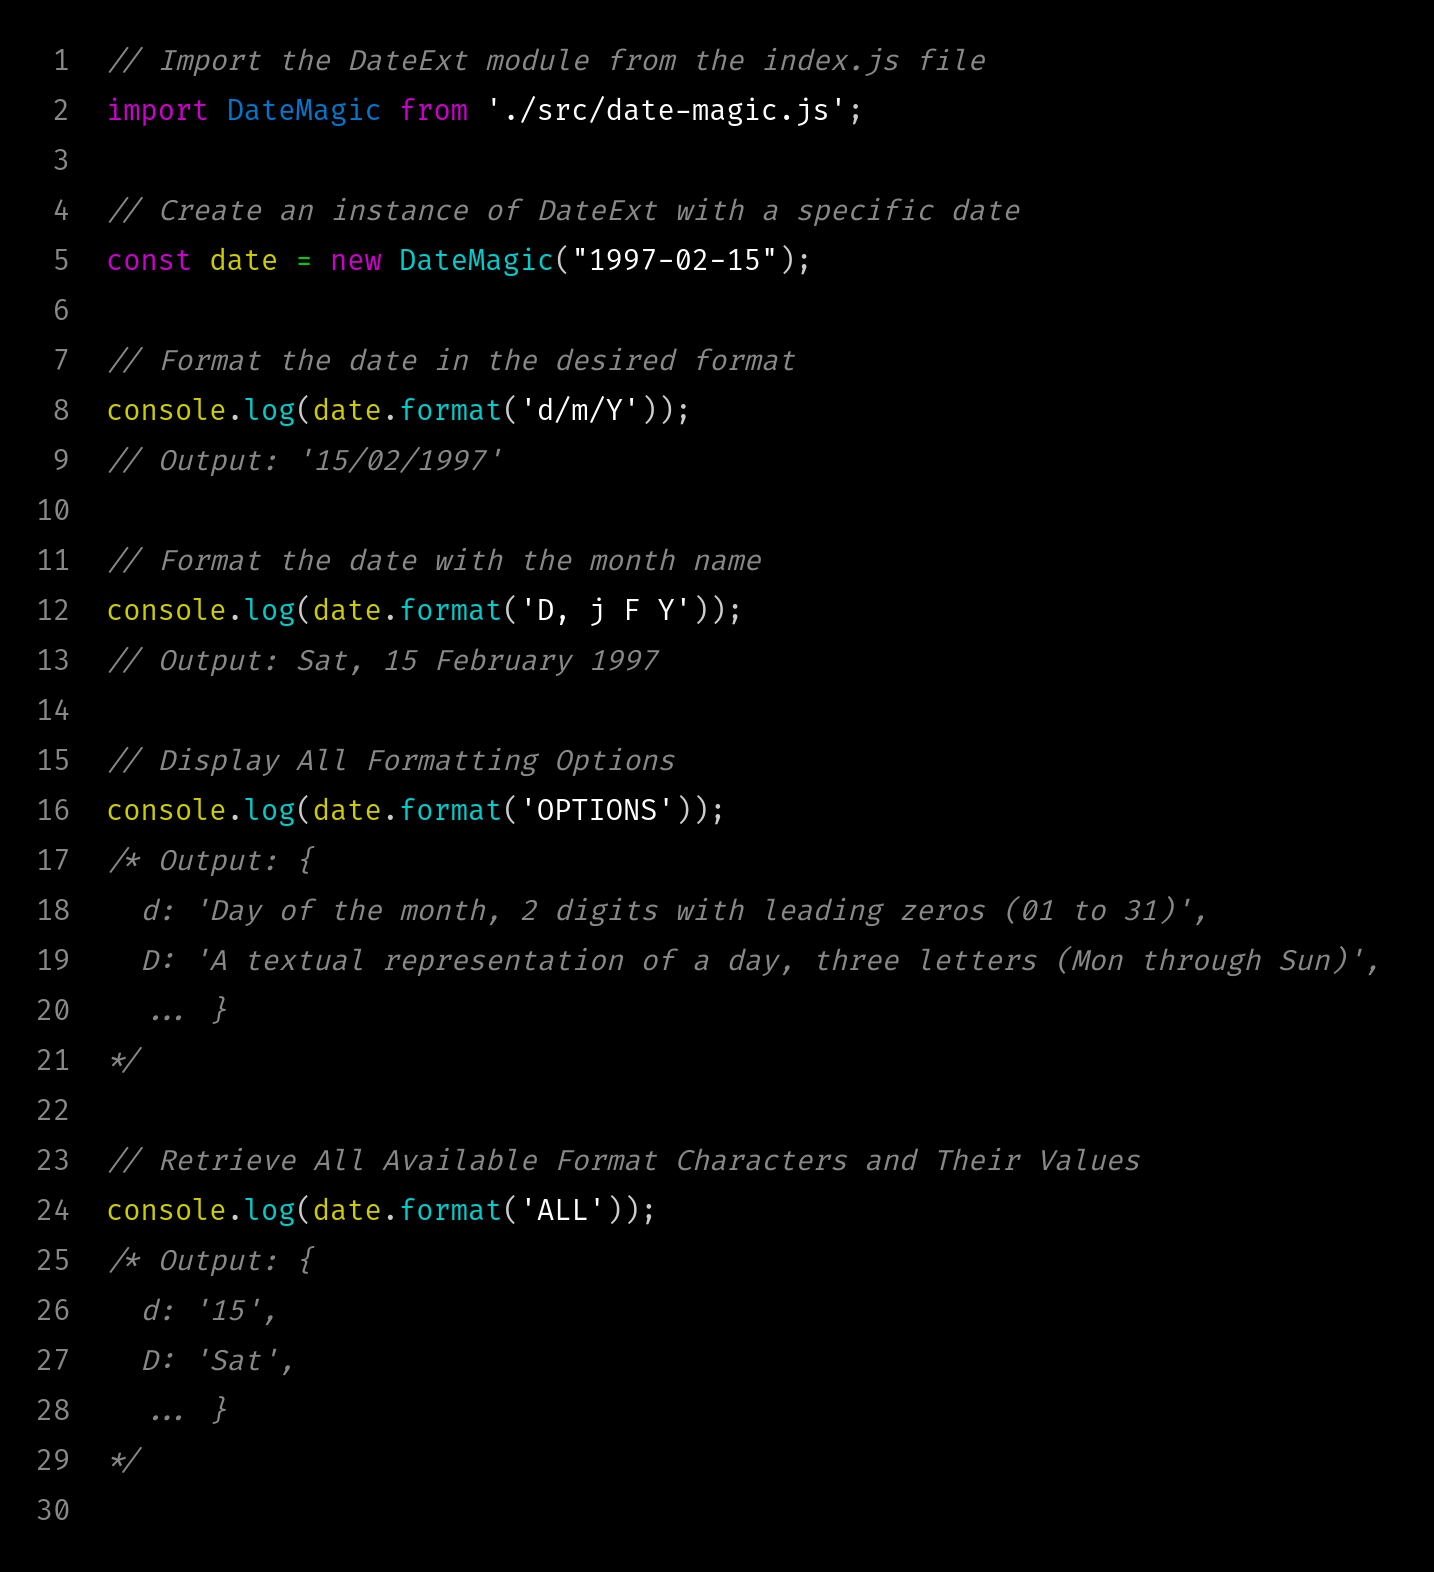 1 // Import the DateExt module from the index.js file
2 import DateMagic from './src/date-magic.js';
3
4 // Create an instance of DateExt with a specific date
5 const date = new DateMagic("1997-02-15");
6
7 // Format the date in the desired format
8 console.log(date.format('d/m/Y'));
9 // Output: '15/02/1997'
10
11 // Format the date with the month name
12 console.log(date.format('D, j F Y'));
13 // Output: Sat, 15 February 1997
14
15 // Display All Formatting Options
16 console.log(date.format('OPTIONS'));
17 /* Output: {
18   d: 'Day of the month, 2 digits with leading zeros (01 to 31)',
19   D: 'A textual representation of a day, three letters (Mon through Sun)',
20   ... }
21 */
22
23 // Retrieve All Available Format Characters and Their Values
24 console.log(date.format('ALL'));
25 /* Output: {
26   d: '15',
27   D: 'Sat',
28   ... }
29 */
30